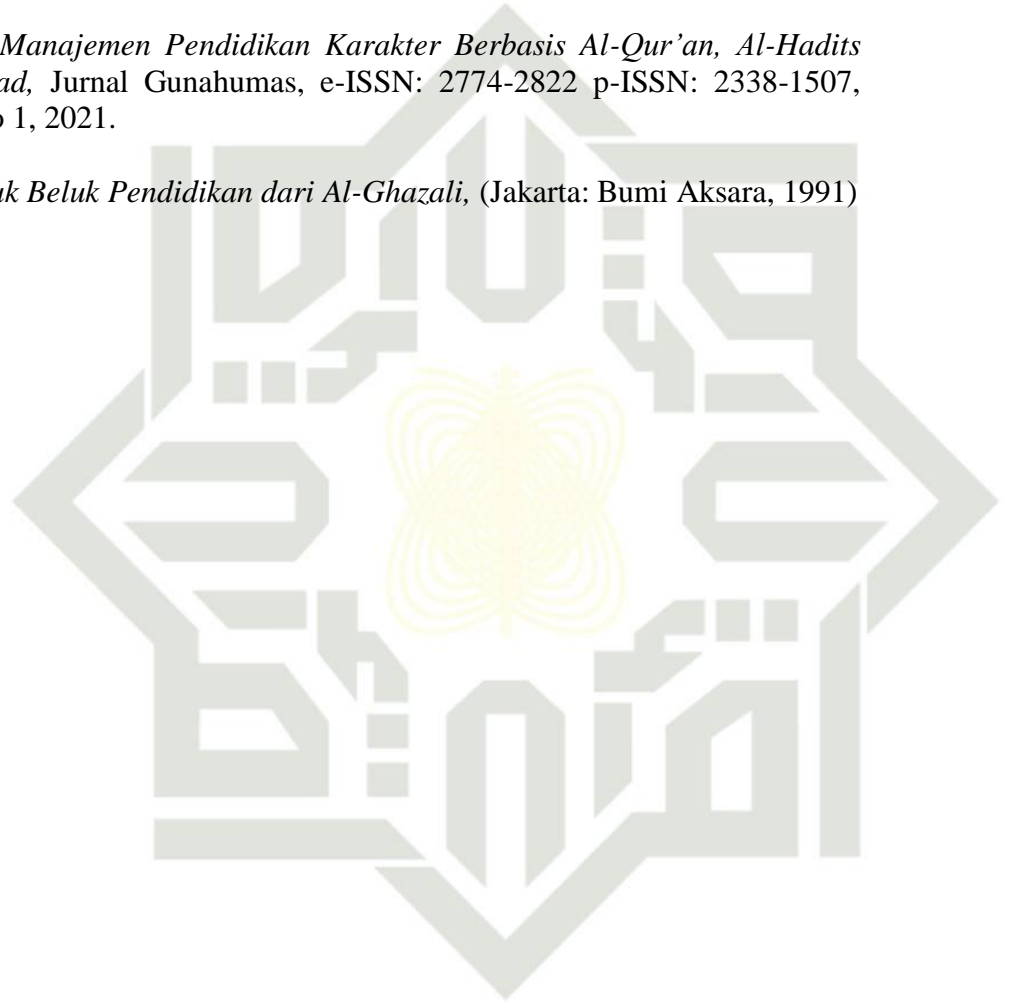 Manajemen Pendidikan Karakter Berbasis Al-Qur’an, Al-Hadits
ad, Jurnal Gunahumas, e-ISSN: 2774-2822 p-ISSN: 2338-1507,
o 1, 2021.
uk Beluk Pendidikan dari Al-Ghazali, (Jakarta: Bumi Aksara, 1991)